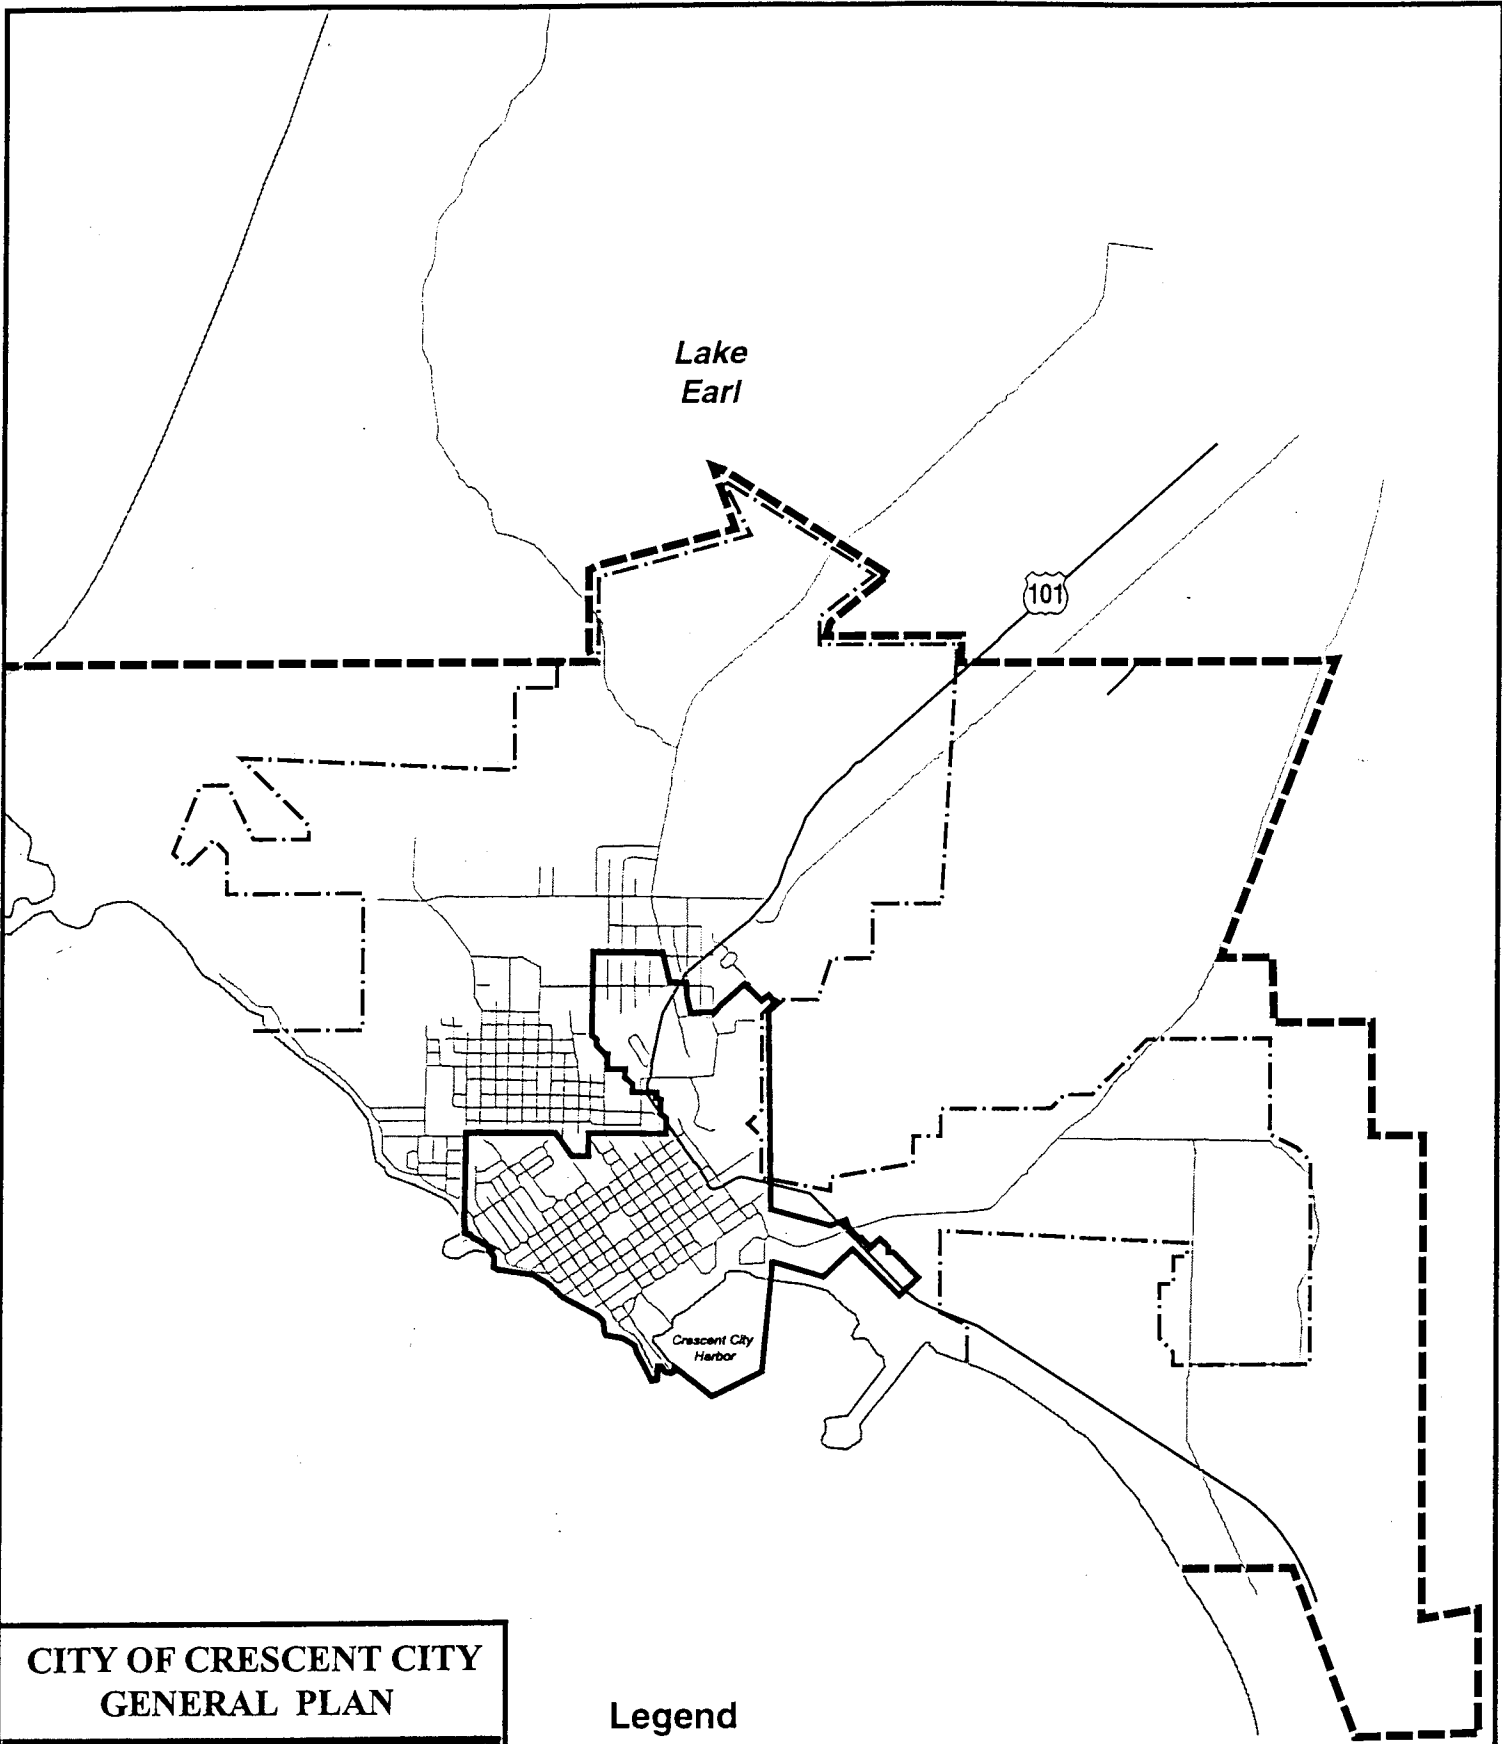 Lake
Earl
101
Crescent City
Harbor
CITY OF CRESCENT CITY
GENERAL PLAN
Legend